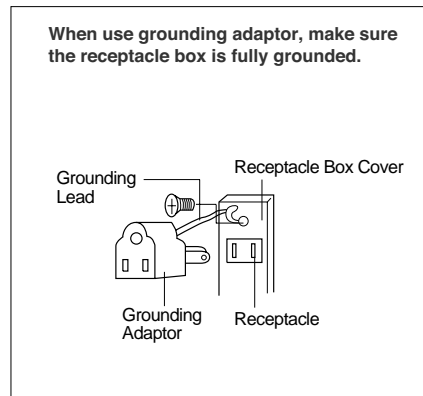 When use grounding adaptor, make sure
the receptacle box is fully grounded.
Receptacle Box Cover
Grounding
Lead
Grounding
Adaptor
Receptacle